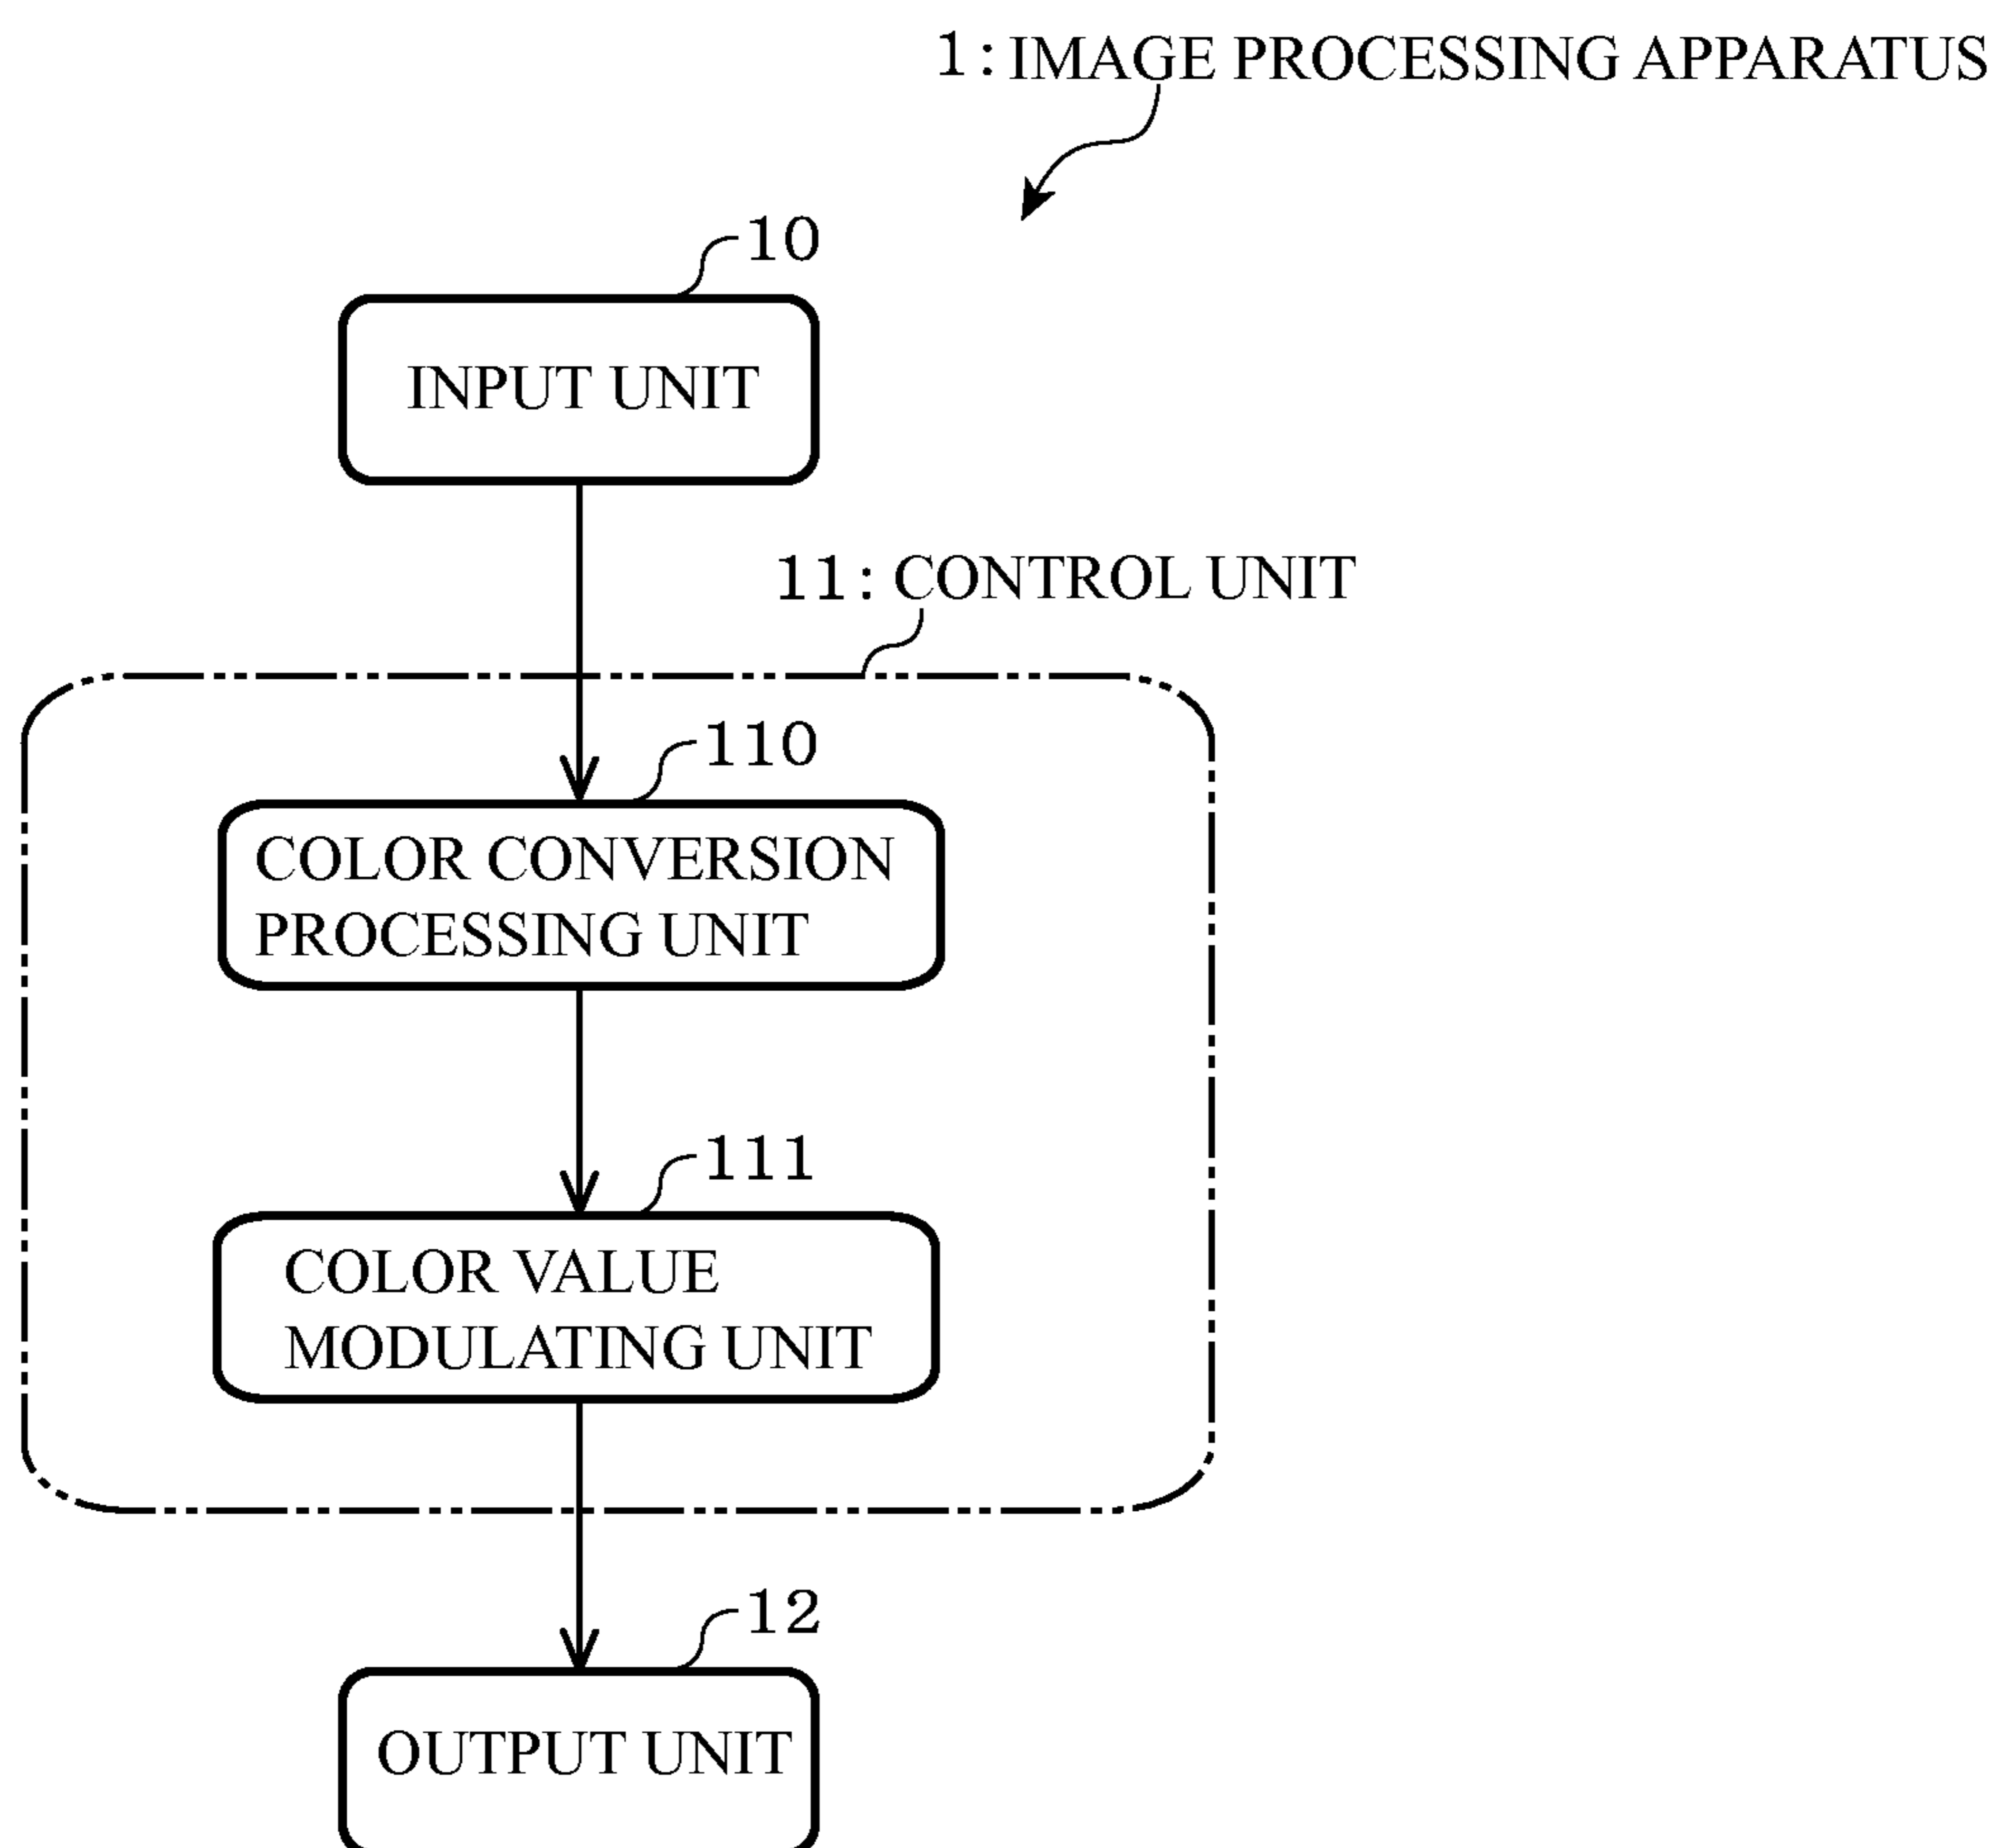 1: IMAGE PROCESSING APPARATUS
10
INPUT UNIT
11: CONTROL UNIT
110
COLOR CONVERSION
PROCESSING UNIT
111
COLOR VALUE
MODULATING UNIT
12
OUTPUT UNIT